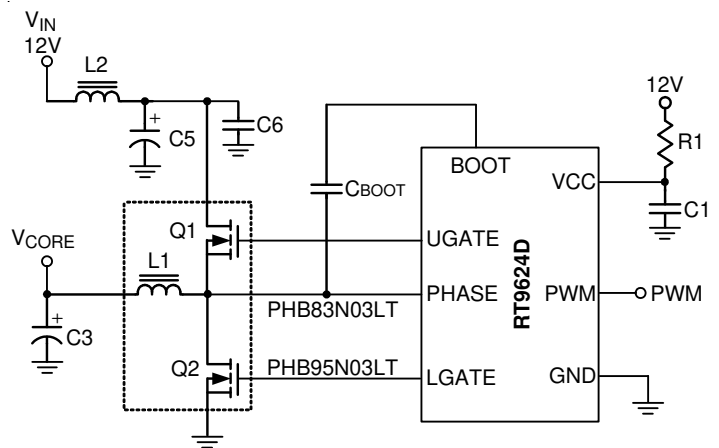 VIN
12V
L2
+
C5
C6
12V
R1
BOOT
VCC
CBOOT
C1
Q1
UGATE
VCORE
L1
RT9624D
PHASE
PWM
PWM
PHB83N03LT
+
C3
Q2
PHB95N03LT
LGATE
GND